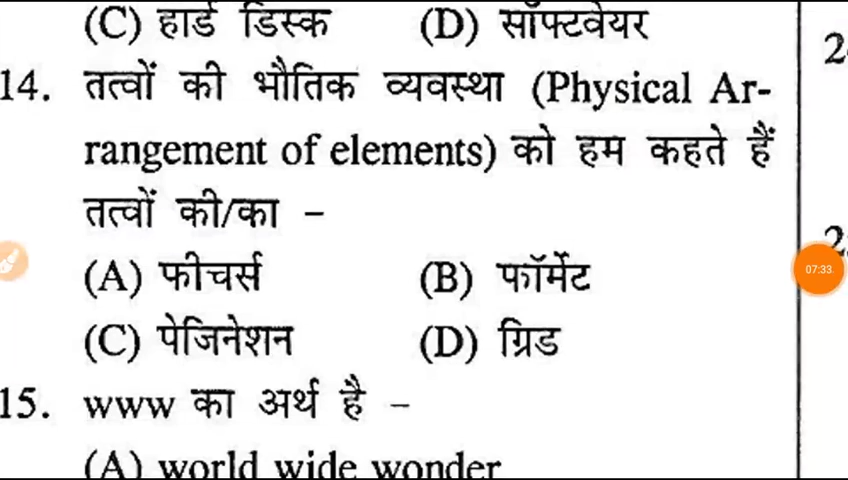 (C) हार्ड डिस्क (D) सॉफ्टवेयर
14. तत्वों की भौतिक व्यवस्था (Physical Ar-
rangement of elements) को हम कहते हैं
तत्वों की/का –
(A) फीचर्स (B) फॉर्मेट
(C) पेजिनेशन (D) ग्रिड
15. www का अर्थ है –
(A) world wide wonder
07:33